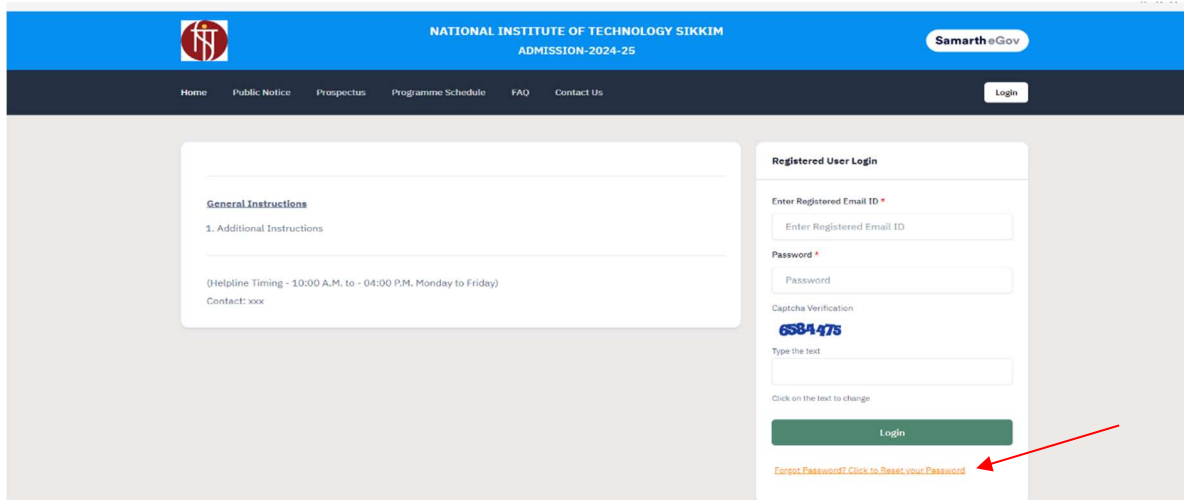 NATIONAL INSTITUTE OF TECHNOLOGY SIKKIM
ADMISSION-2024-25
Samarth eGov
Home Public Notice Prospectus Programme Schedule FAQ Contact Us Login
General Instructions
1. Additional Instructions
(Helpline Timing - 10:00 A.M. to - 04:00 P.M. Monday to Friday)
Contact: xxx
Registered User Login
Enter Registered Email ID *
Enter Registered Email ID
Password *
Password
Captcha Verification
6584475
Type the text
Click on the text to change
Login
Forgot Password? Click to Reset your Password